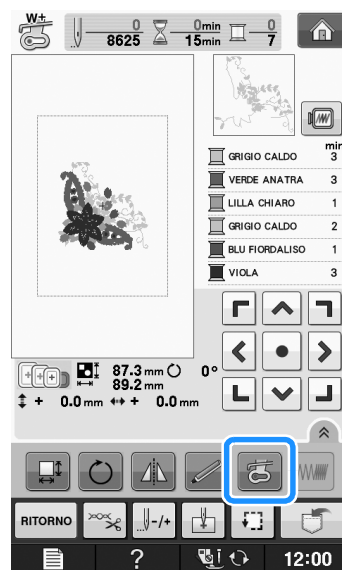 W+
0
8625
0min
15min
0
7
min
GRIGIO CALDO 3
VERDE ANATRA 3
LILLA CHIARO 1
GRIGIO CALDO 2
BLU FIORDALISO 1
VIOLA 3
87.3 mm 0°
89.2 mm
+ 0.0 mm + 0.0 mm
RITORNO -/+
? 12:00